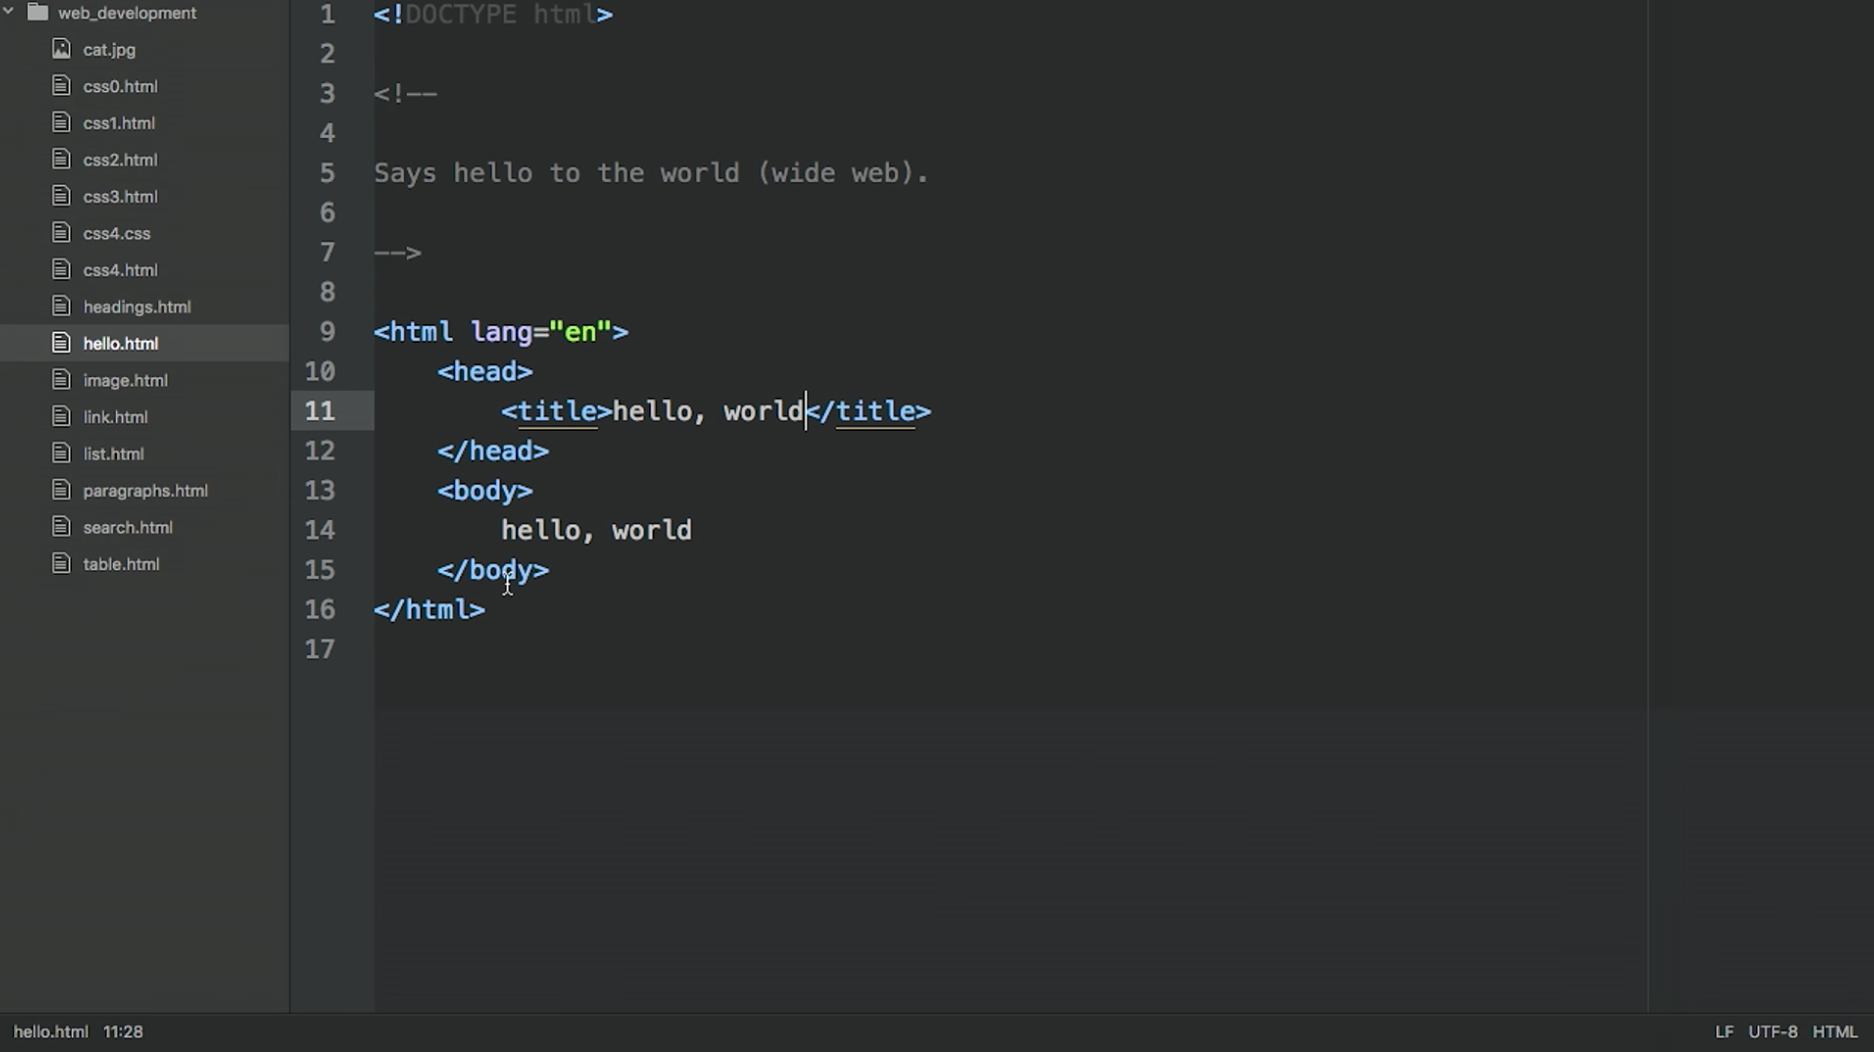 web_development
cat.jpg
css0.html
css1.html
css2.html
css3.html
css4.css
css4.html
headings.html
hello.html
image.html
link.html
list.html
paragraphs.html
search.html
table.html
1 <!DOCTYPE html>
2
3 <!--
4
5 Says hello to the world (wide web).
6
7 -->
8
9 <html lang="en">
10     <head>
11         <title>hello, world</title>
12     </head>
13     <body>
14         hello, world
15     </body>
16 </html>
17
hello.html 11:28
LF UTF-8 HTML